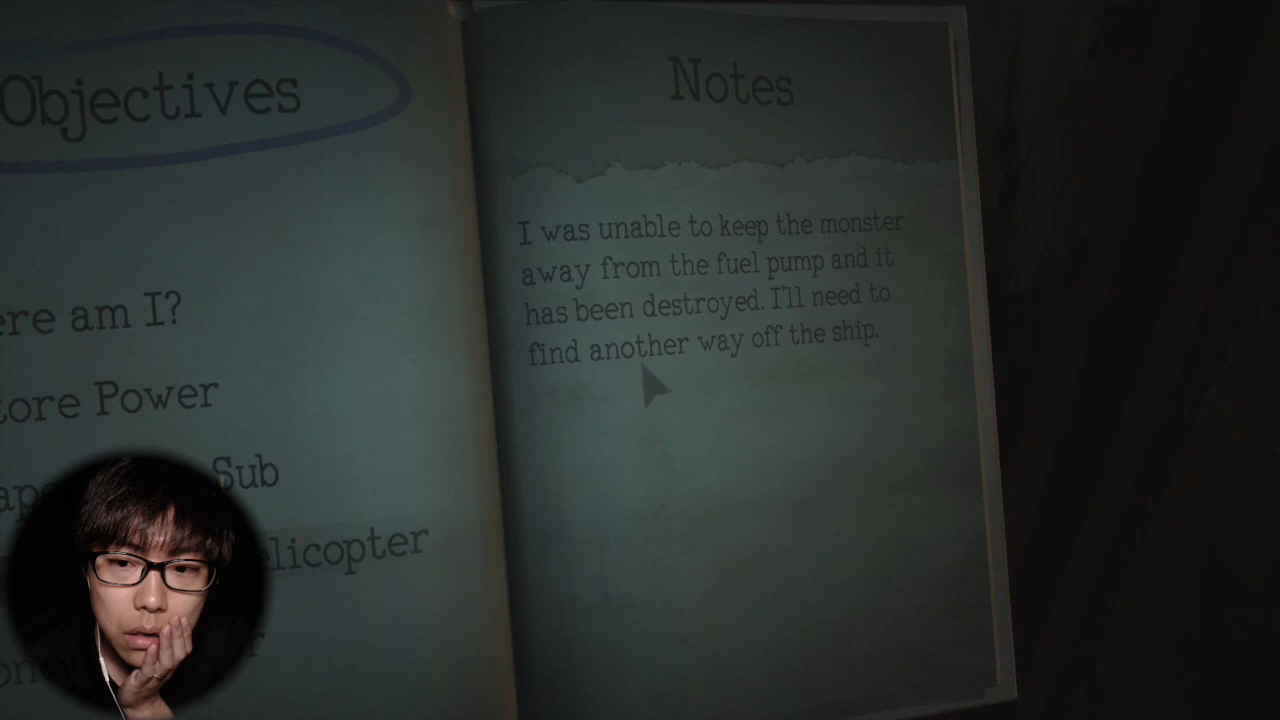 Objectives
ere am I?
tore Power
Sub
elicopter
Notes
I was unable to keep the monster
away from the fuel pump and it
has been destroyed. I'll need to
find another way off the ship.